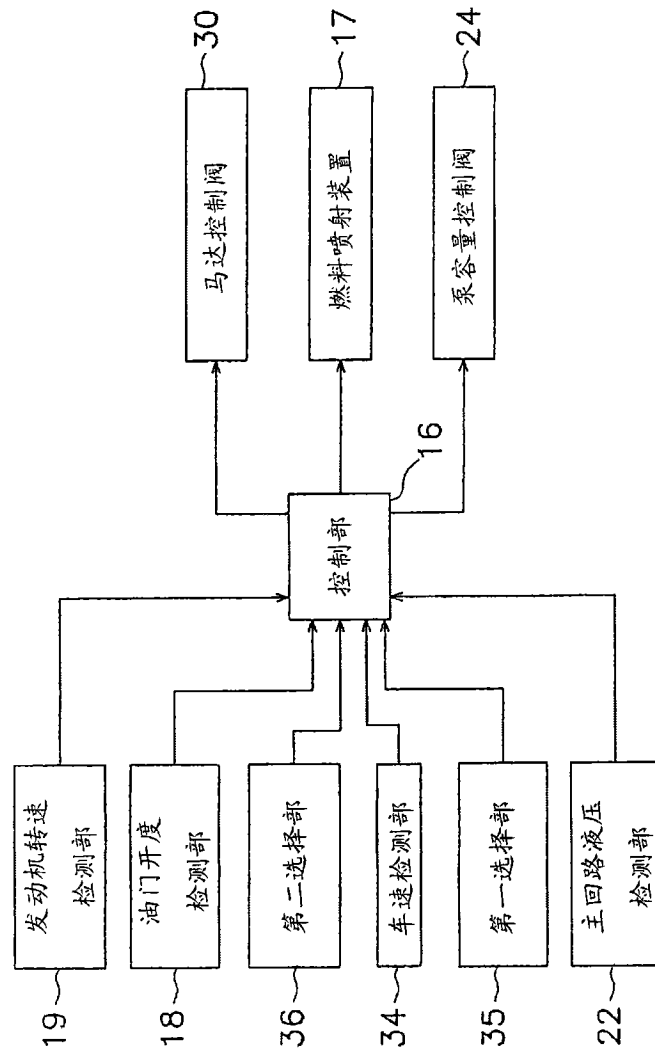 发动机转速
检测部
19
油门开度
检测部
18
第二选择部
36
车速检测部
34
第一选择部
35
主回路液压
检测部
22
控制部
16
马达控制阀
30
燃料喷射装置
17
泵容量控制阀
24